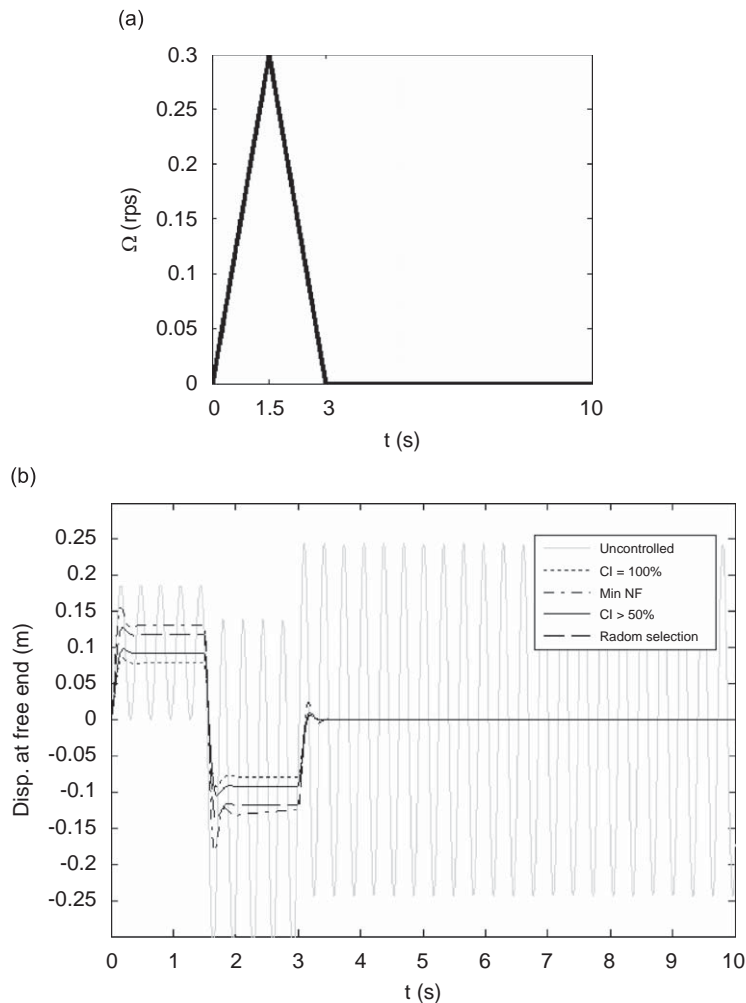 (a)
0.3
0.25
0.2
0.15
0.1
0.05
0
Ω (rps)
0 1.5 3 10
t (s)
(b)
0.25
0.2
0.15
0.1
0.05
0
-0.05
-0.1
-0.15
-0.2
-0.25
Disp. at free end (m)
Uncontrolled
CI = 100%
Min NF
CI > 50%
Radom selection
0 1 2 3 4 5 6 7 8 9 10
t (s)